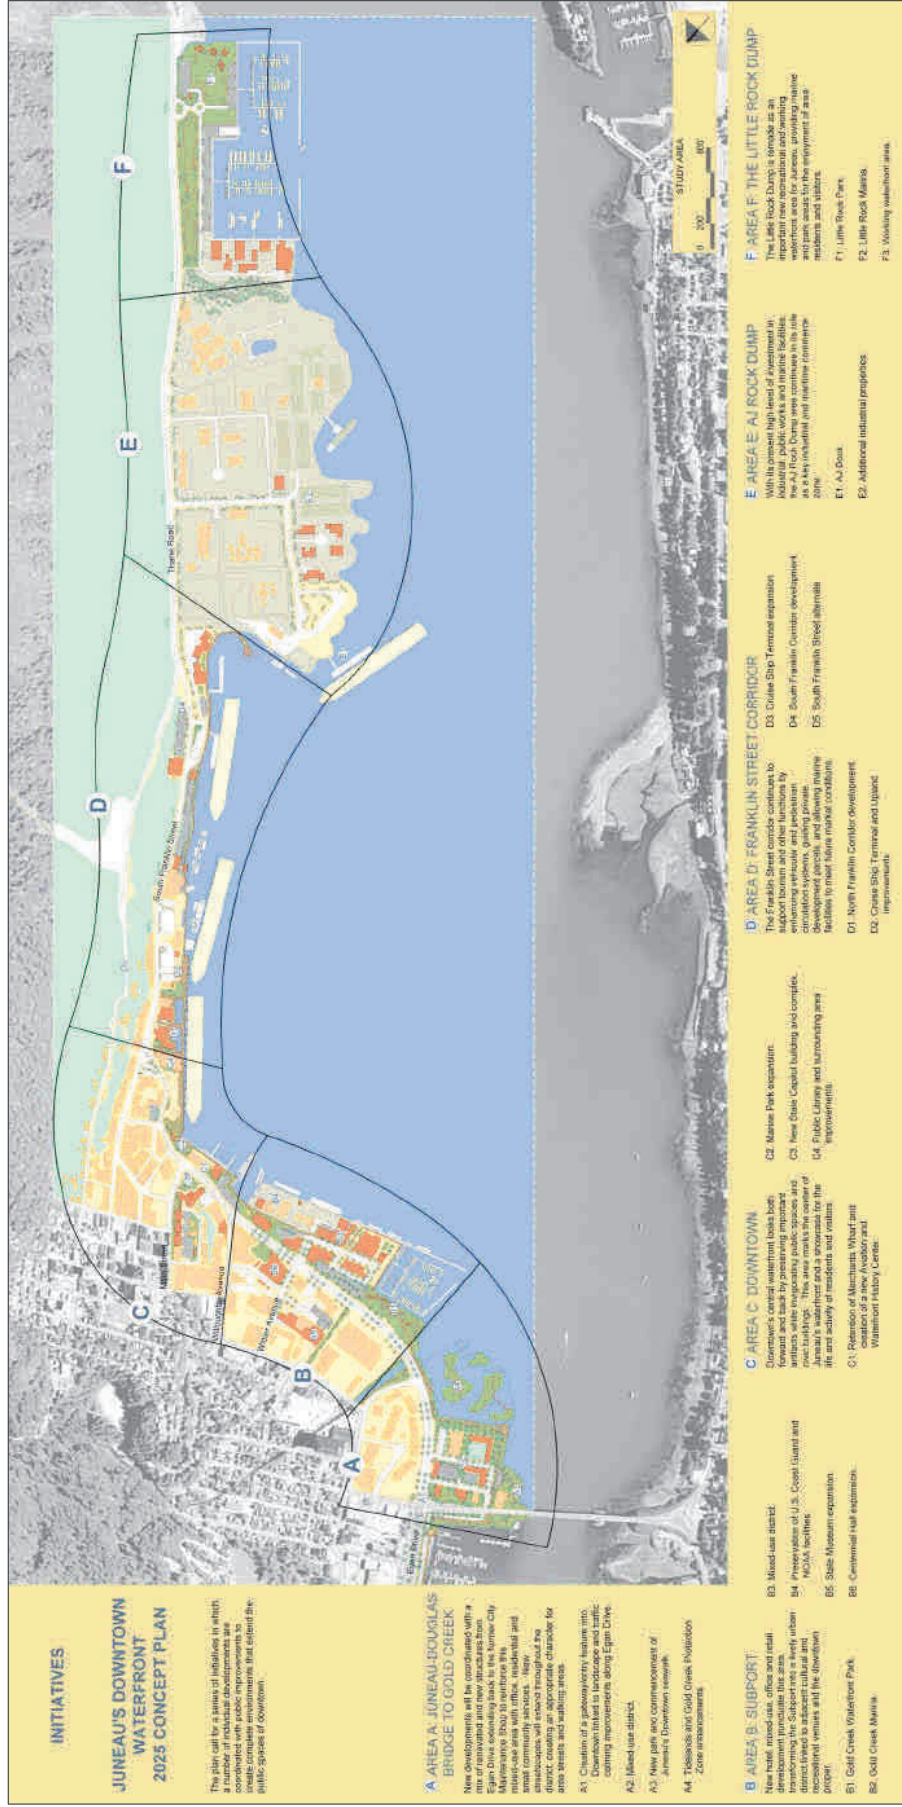 INITIATIVES
JUNEAU'S DOWNTOWN
WATERFRONT
2025 CONCEPT PLAN
The plan call for a series of initiatives in which
a number of individual developments are
coordinated with public improvements to
create complete environments that extend the
public spaces of downtown.
A AREA A: JUNEAU-DOUGLAS
BRIDGE TO GOLD CREEK
New developments will be coordinated with a
mix of renovated and new structures from
Egan Drive extending back to the former City
Maintenance Shop to reinforce this
mixed-use area with office, residential and
small community services. New
streetscapes will extend throughout the
district, creating an appropriate character for
area streets and walking areas.
A1. Creation of a gateway/entry feature into
Downtown linked to landscape and traffic
calming improvements along Egan Drive.
A2. Mixed-use district.
A3. New park and commencement of
Juneau's Downtown seawalk.
A4. Tidelands and Gold Creek Protection
Zone enhancements.
B AREA B: SUBPORT
New hotel, mixed-use, office and retail
development punctuate this area,
transforming the Subport into a lively urban
district linked to adjacent cultural and
recreational venues and the downtown
proper.
B1. Gold Creek Waterfront Park.
B2. Gold Creek Marina.
B3. Mixed-use district.
B4. Preservation of U.S. Coast Guard and
NOAA facilities.
B5. State Museum expansion.
B6. Centennial Hall expansion.
C AREA C: DOWNTOWN
Downtown's central waterfront looks both
forward and back by preserving important
artifacts while invigorating public spaces and
civic buildings. This area marks the center of
Juneau's waterfront and a showcase for the
life and activity of residents and visitors.
C1. Retention of Merchants Wharf and
creation of a new Aviation and
Waterfront History Center.
C2. Marine Park expansion.
C3. New State Capitol building and complex.
C4. Public Library and surrounding area
improvements.
D AREA D: FRANKLIN STREET CORRIDOR
The Franklin Street corridor continues to
support tourism and other functions by
enhancing vehicular and pedestrian
circulation systems, guiding private
development parcels, and allowing marine
facilities to meet future market conditions.
D1. North Franklin Corridor development.
D2. Cruise Ship Terminal and Upland
improvements.
D3. Cruise Ship Terminal expansion.
D4. South Franklin Corridor development.
D5. South Franklin Street alternate
E AREA E: AJ ROCK DUMP
With its present high level of investment in
industrial, public works and marine facilities,
the AJ Rock Dump area continues in its role
as a key industrial and maritime commerce
zone.
E1. AJ Dock.
E2. Additional industrial properties.
F AREA F: THE LITTLE ROCK DUMP
The Little Rock Dump is remade as an
important new recreational and working
waterfront area for Juneau, providing marine
and park areas for the enjoyment of area
residents and visitors.
F1. Little Rock Park.
F2. Little Rock Marina.
F3. Working waterfront area.
A
B
C
D
E
F
Egan Drive
Willoughby Avenue
Main Street
South Franklin Street
Thane Road
STUDY AREA
0 200' 800'